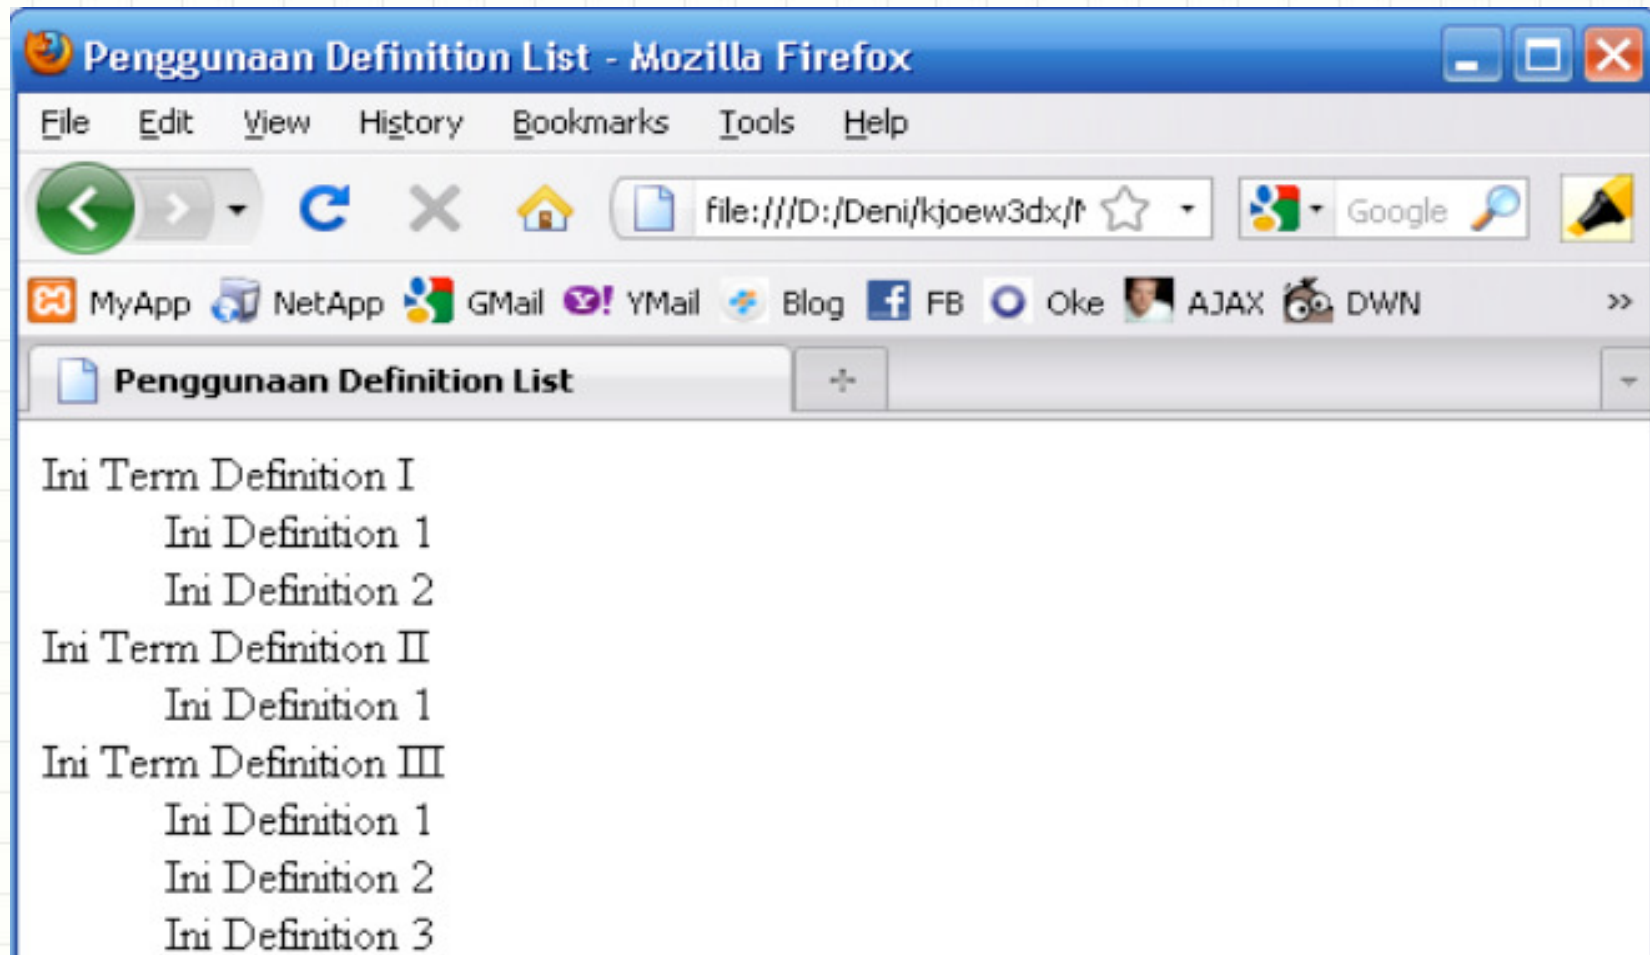 Penggunaan Definition List - Mozilla Firefox
File Edit View History Bookmarks Tools Help
file:///D:/Deni/kjoew3dx/ Google
MyApp NetApp GMail Y! YMail Blog FB Oke AJAX DWN »
Penggunaan Definition List
Ini Term Definition I
Ini Definition 1
Ini Definition 2
Ini Term Definition II
Ini Definition 1
Ini Term Definition III
Ini Definition 1
Ini Definition 2
Ini Definition 3